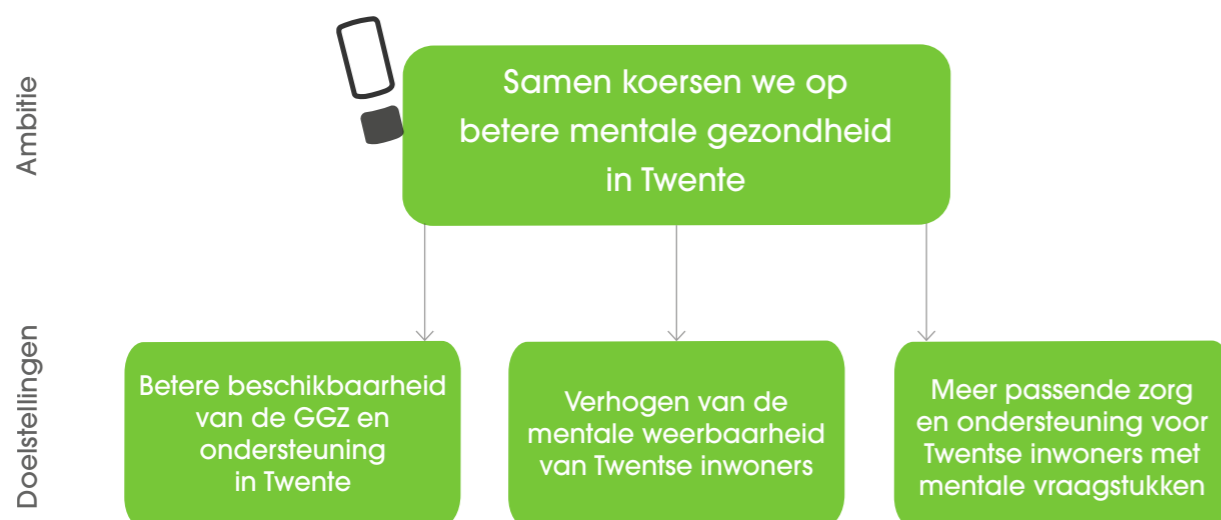 Ambitie
Samen koersen we op
betere mentale gezondheid
in Twente
Doelstellingen
Betere beschikbaarheid
van de GGZ en
ondersteuning
in Twente
Verhogen van de
mentale weerbaarheid
van Twentse inwoners
Meer passende zorg
en ondersteuning voor
Twentse inwoners met
mentale vraagstukken